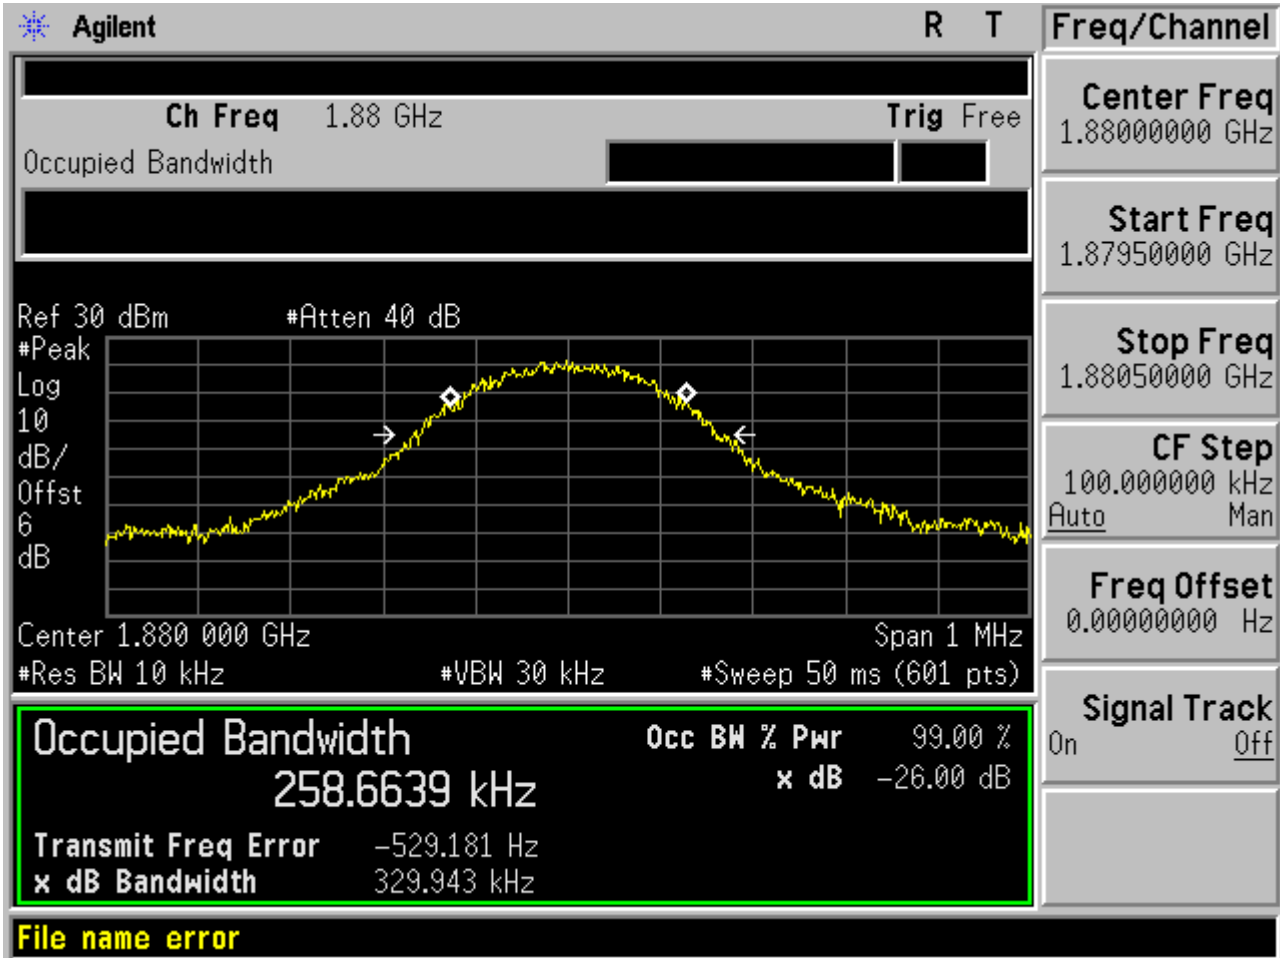 Agilent R T Freq/Channel
Ch Freq 1.88 GHz Trig Free
Occupied Bandwidth
Center Freq
1.88000000 GHz
Start Freq
1.87950000 GHz
Stop Freq
1.88050000 GHz
CF Step
100.000000 kHz
Auto Man
Freq Offset
0.00000000 Hz
Signal Track
On Off
Ref 30 dBm #Atten 40 dB
#Peak
Log
10
dB/
Offst
6
dB
Center 1.880 000 GHz Span 1 MHz
#Res BW 10 kHz #VBW 30 kHz #Sweep 50 ms (601 pts)
Occupied Bandwidth Occ BW % Pwr 99.00 %
258.6639 kHz x dB -26.00 dB
Transmit Freq Error -529.181 Hz
x dB Bandwidth 329.943 kHz
File name error